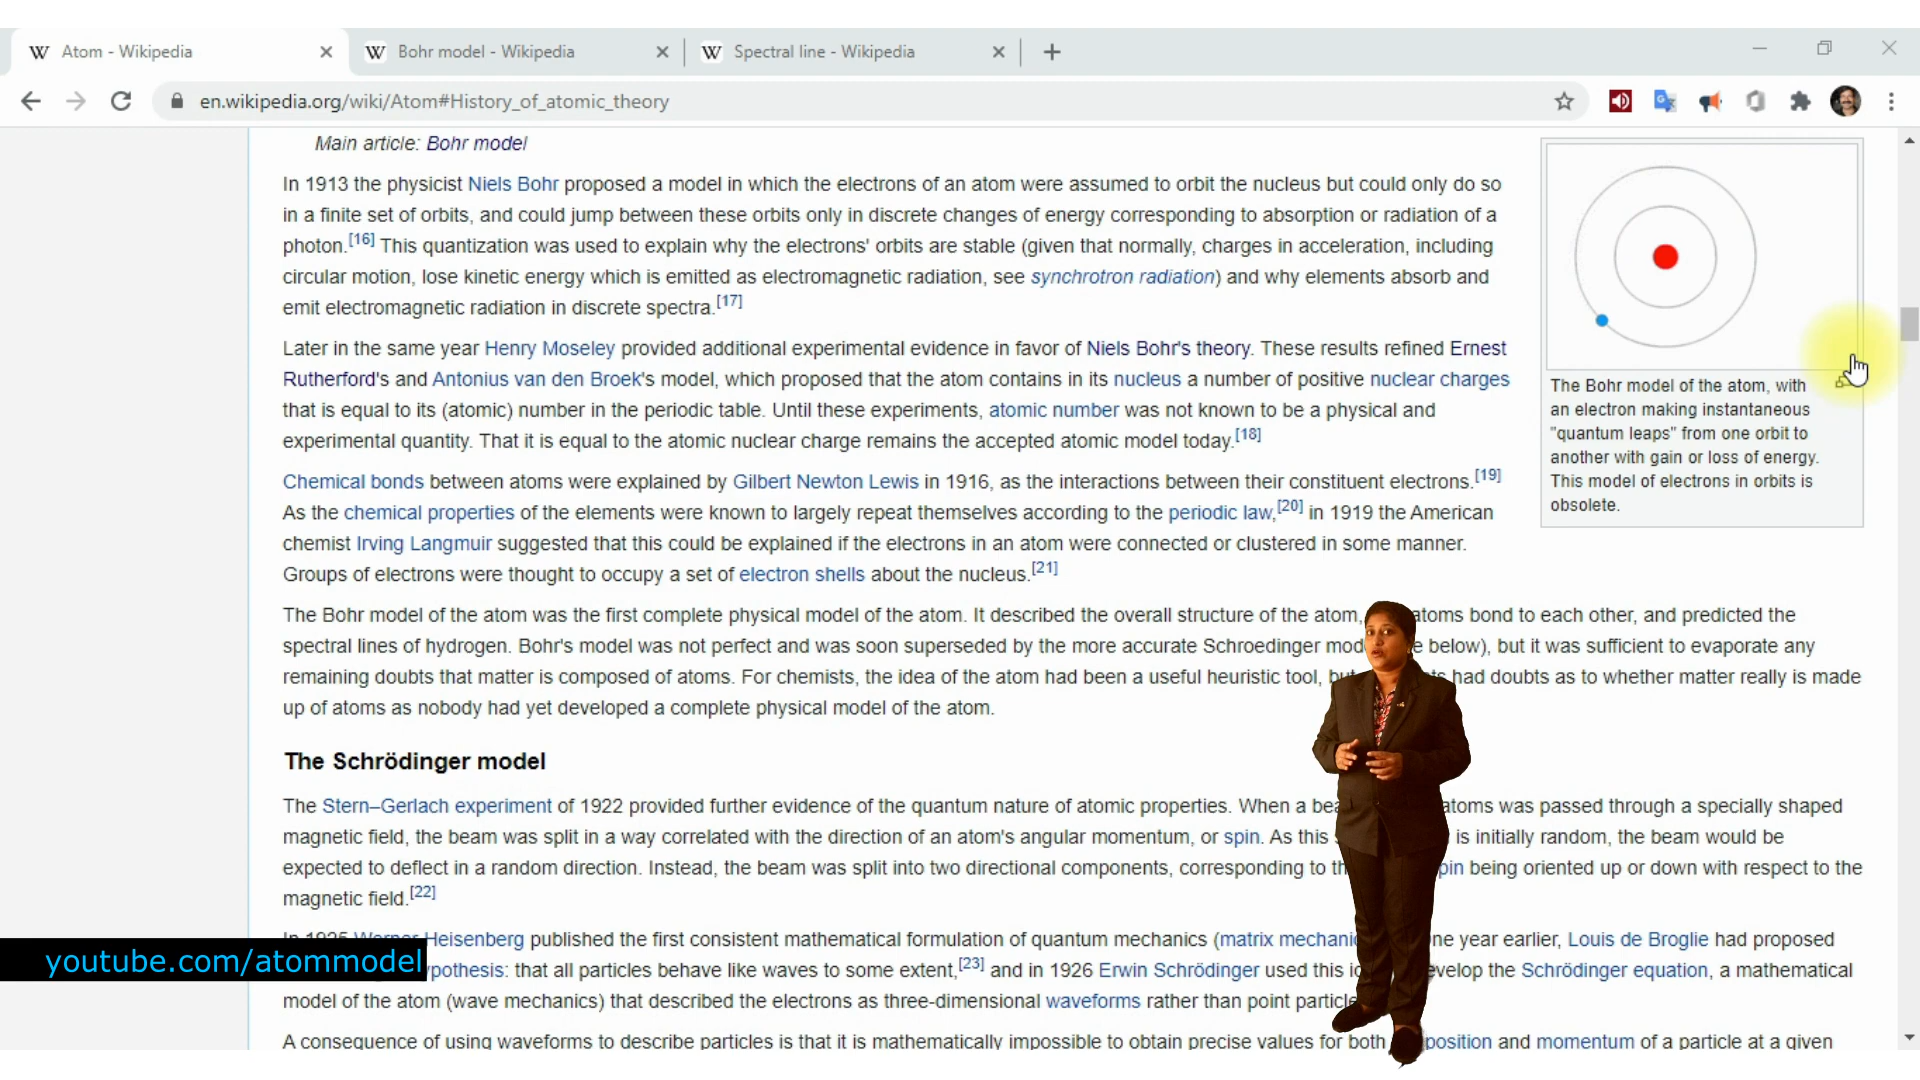 Atom - Wikipedia
Bohr model - Wikipedia
Spectral line - Wikipedia
en.wikipedia.org/wiki/Atom#History_of_atomic_theory
Main article: Bohr model
In 1913 the physicist Niels Bohr proposed a model in which the electrons of an atom were assumed to orbit the nucleus but could only do so
in a finite set of orbits, and could jump between these orbits only in discrete changes of energy corresponding to absorption or radiation of a
photon.[16] This quantization was used to explain why the electrons' orbits are stable (given that normally, charges in acceleration, including
circular motion, lose kinetic energy which is emitted as electromagnetic radiation, see synchrotron radiation) and why elements absorb and
emit electromagnetic radiation in discrete spectra.[17]
Later in the same year Henry Moseley provided additional experimental evidence in favor of Niels Bohr's theory. These results refined Ernest
Rutherford's and Antonius van den Broek's model, which proposed that the atom contains in its nucleus a number of positive nuclear charges
that is equal to its (atomic) number in the periodic table. Until these experiments, atomic number was not known to be a physical and
experimental quantity. That it is equal to the atomic nuclear charge remains the accepted atomic model today.[18]
Chemical bonds between atoms were explained by Gilbert Newton Lewis in 1916, as the interactions between their constituent electrons.[19]
As the chemical properties of the elements were known to largely repeat themselves according to the periodic law,[20] in 1919 the American
chemist Irving Langmuir suggested that this could be explained if the electrons in an atom were connected or clustered in some manner.
Groups of electrons were thought to occupy a set of electron shells about the nucleus.[21]
The Bohr model of the atom, with
an electron making instantaneous
"quantum leaps" from one orbit to
another with gain or loss of energy.
This model of electrons in orbits is
obsolete.
The Bohr model of the atom was the first complete physical model of the atom. It described the overall structure of the atom, atoms bond to each other, and predicted the
spectral lines of hydrogen. Bohr's model was not perfect and was soon superseded by the more accurate Schroedinger mod e below), but it was sufficient to evaporate any
remaining doubts that matter is composed of atoms. For chemists, the idea of the atom had been a useful heuristic tool, had doubts as to whether matter really is made
up of atoms as nobody had yet developed a complete physical model of the atom.
The Schrödinger model
The Stern–Gerlach experiment of 1922 provided further evidence of the quantum nature of atomic properties. When a bea atoms was passed through a specially shaped
magnetic field, the beam was split in a way correlated with the direction of an atom's angular momentum, or spin. As this is initially random, the beam would be
expected to deflect in a random direction. Instead, the beam was split into two directional components, corresponding to th pin being oriented up or down with respect to the
magnetic field.[22]
In 1925 Werner Heisenberg published the first consistent mathematical formulation of quantum mechanics (matrix mechanic ne year earlier, Louis de Broglie had proposed
youtube.com/atommodel
ypothesis: that all particles behave like waves to some extent,[23] and in 1926 Erwin Schrödinger used this evelop the Schrödinger equation, a mathematical
model of the atom (wave mechanics) that described the electrons as three-dimensional waveforms rather than point particle
A consequence of using waveforms to describe particles is that it is mathematically impossible to obtain precise values for both position and momentum of a particle at a given